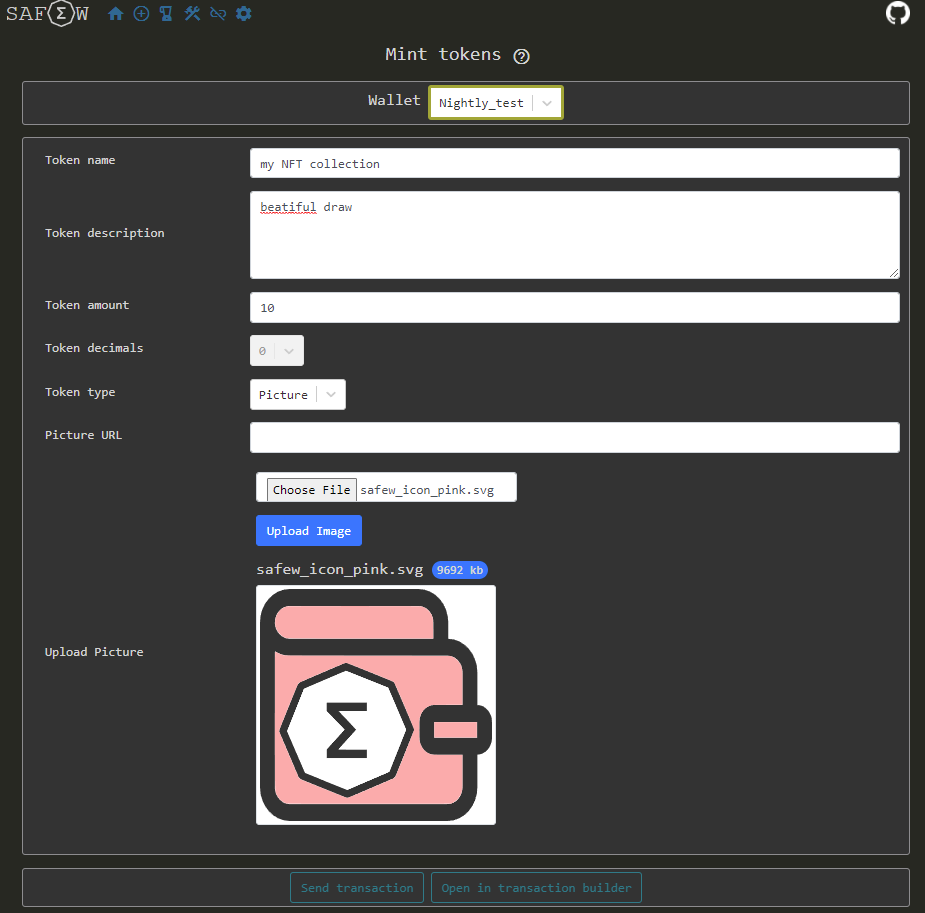 SAFΣW
Mint tokens ?
Wallet Nightly_test
Token name my NFT collection
Token description beatiful draw
Token amount 10
Token decimals 0
Token type Picture
Picture URL
Choose File safew_icon_pink.svg
Upload Image
safew_icon_pink.svg 9692 kb
Upload Picture
Σ
Send transaction Open in transaction builder